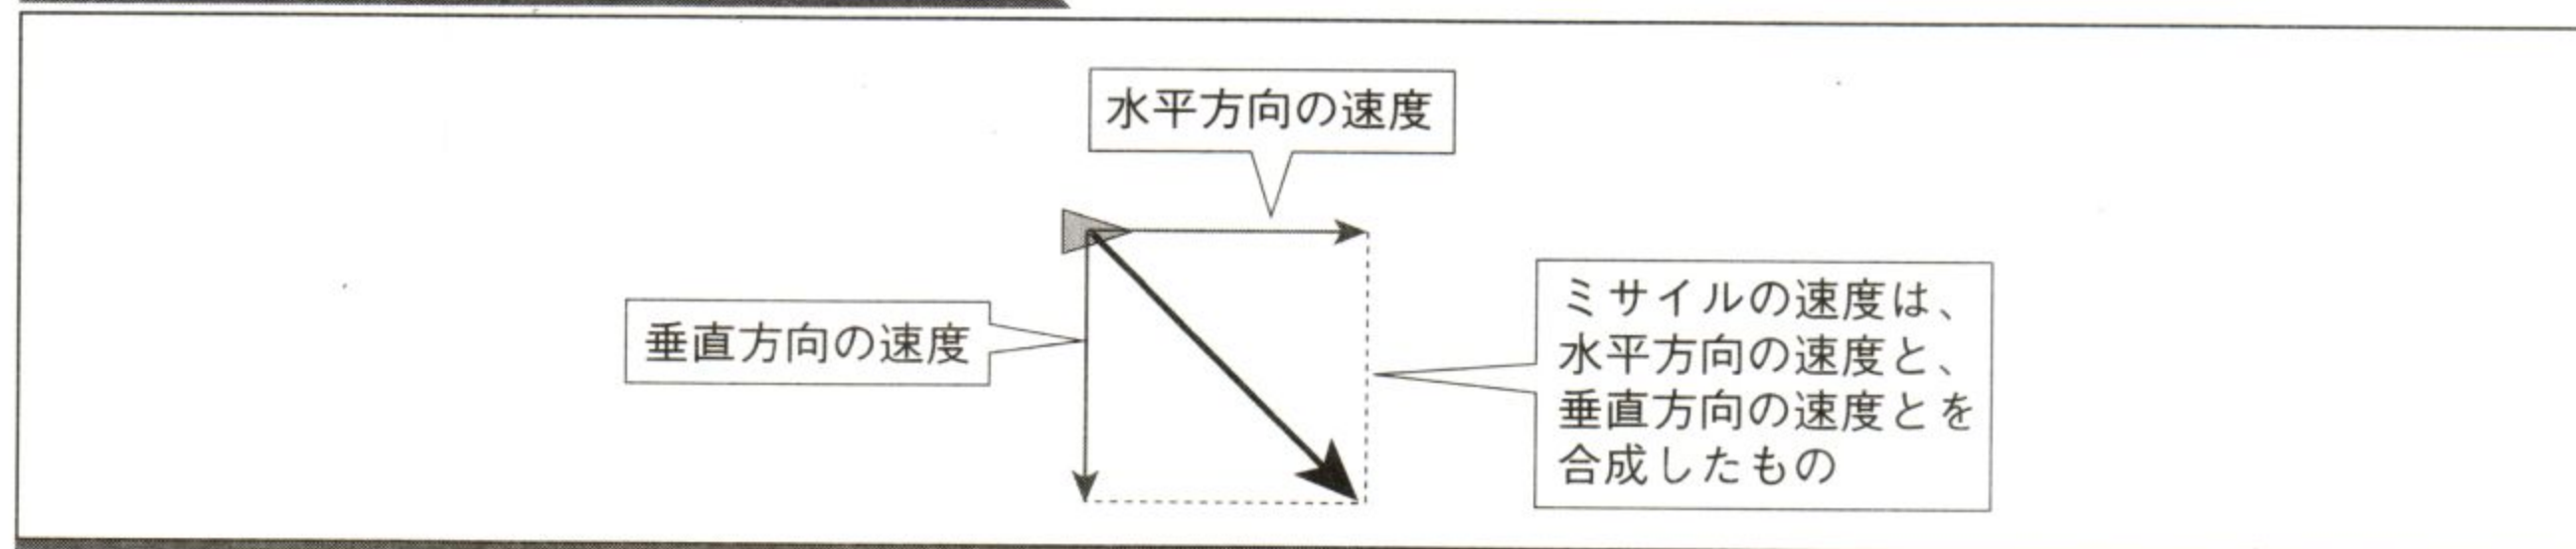 水平方向の速度
垂直方向の速度
ミサイルの速度は、
水平方向の速度と、
垂直方向の速度とを
合成したもの